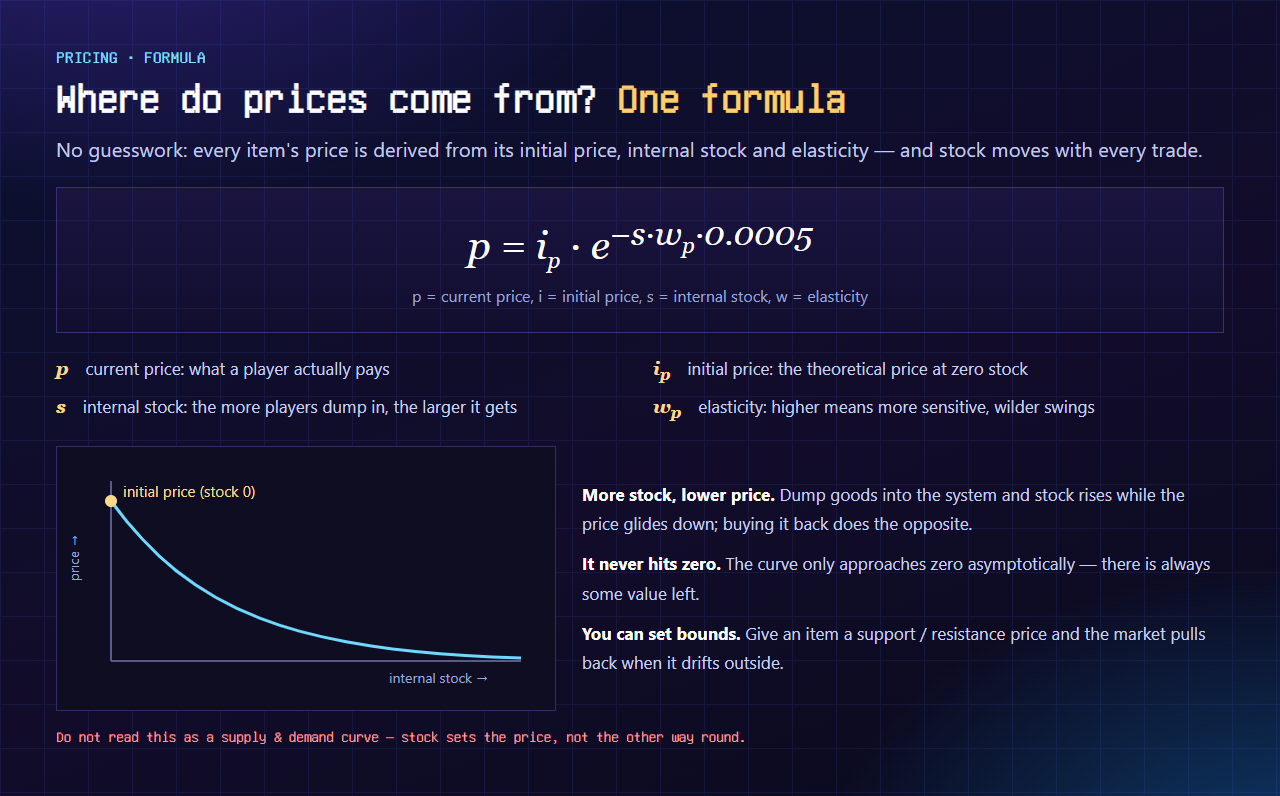 PRICING · FORMULA
Where do prices come from? One formula
No guesswork: every item's price is derived from its initial price, internal stock and elasticity — and stock moves with every trade.
p = i_p · e^(−s·w_p·0.0005)
p = current price, i = initial price, s = internal stock, w = elasticity
p current price: what a player actually pays
i_p initial price: the theoretical price at zero stock
s internal stock: the more players dump in, the larger it gets
w_p elasticity: higher means more sensitive, wilder swings
initial price (stock 0)
price →
internal stock →
More stock, lower price. Dump goods into the system and stock rises while the
price glides down; buying it back does the opposite.
It never hits zero. The curve only approaches zero asymptotically — there is always
some value left.
You can set bounds. Give an item a support / resistance price and the market pulls
back when it drifts outside.
Do not read this as a supply & demand curve — stock sets the price, not the other way round.